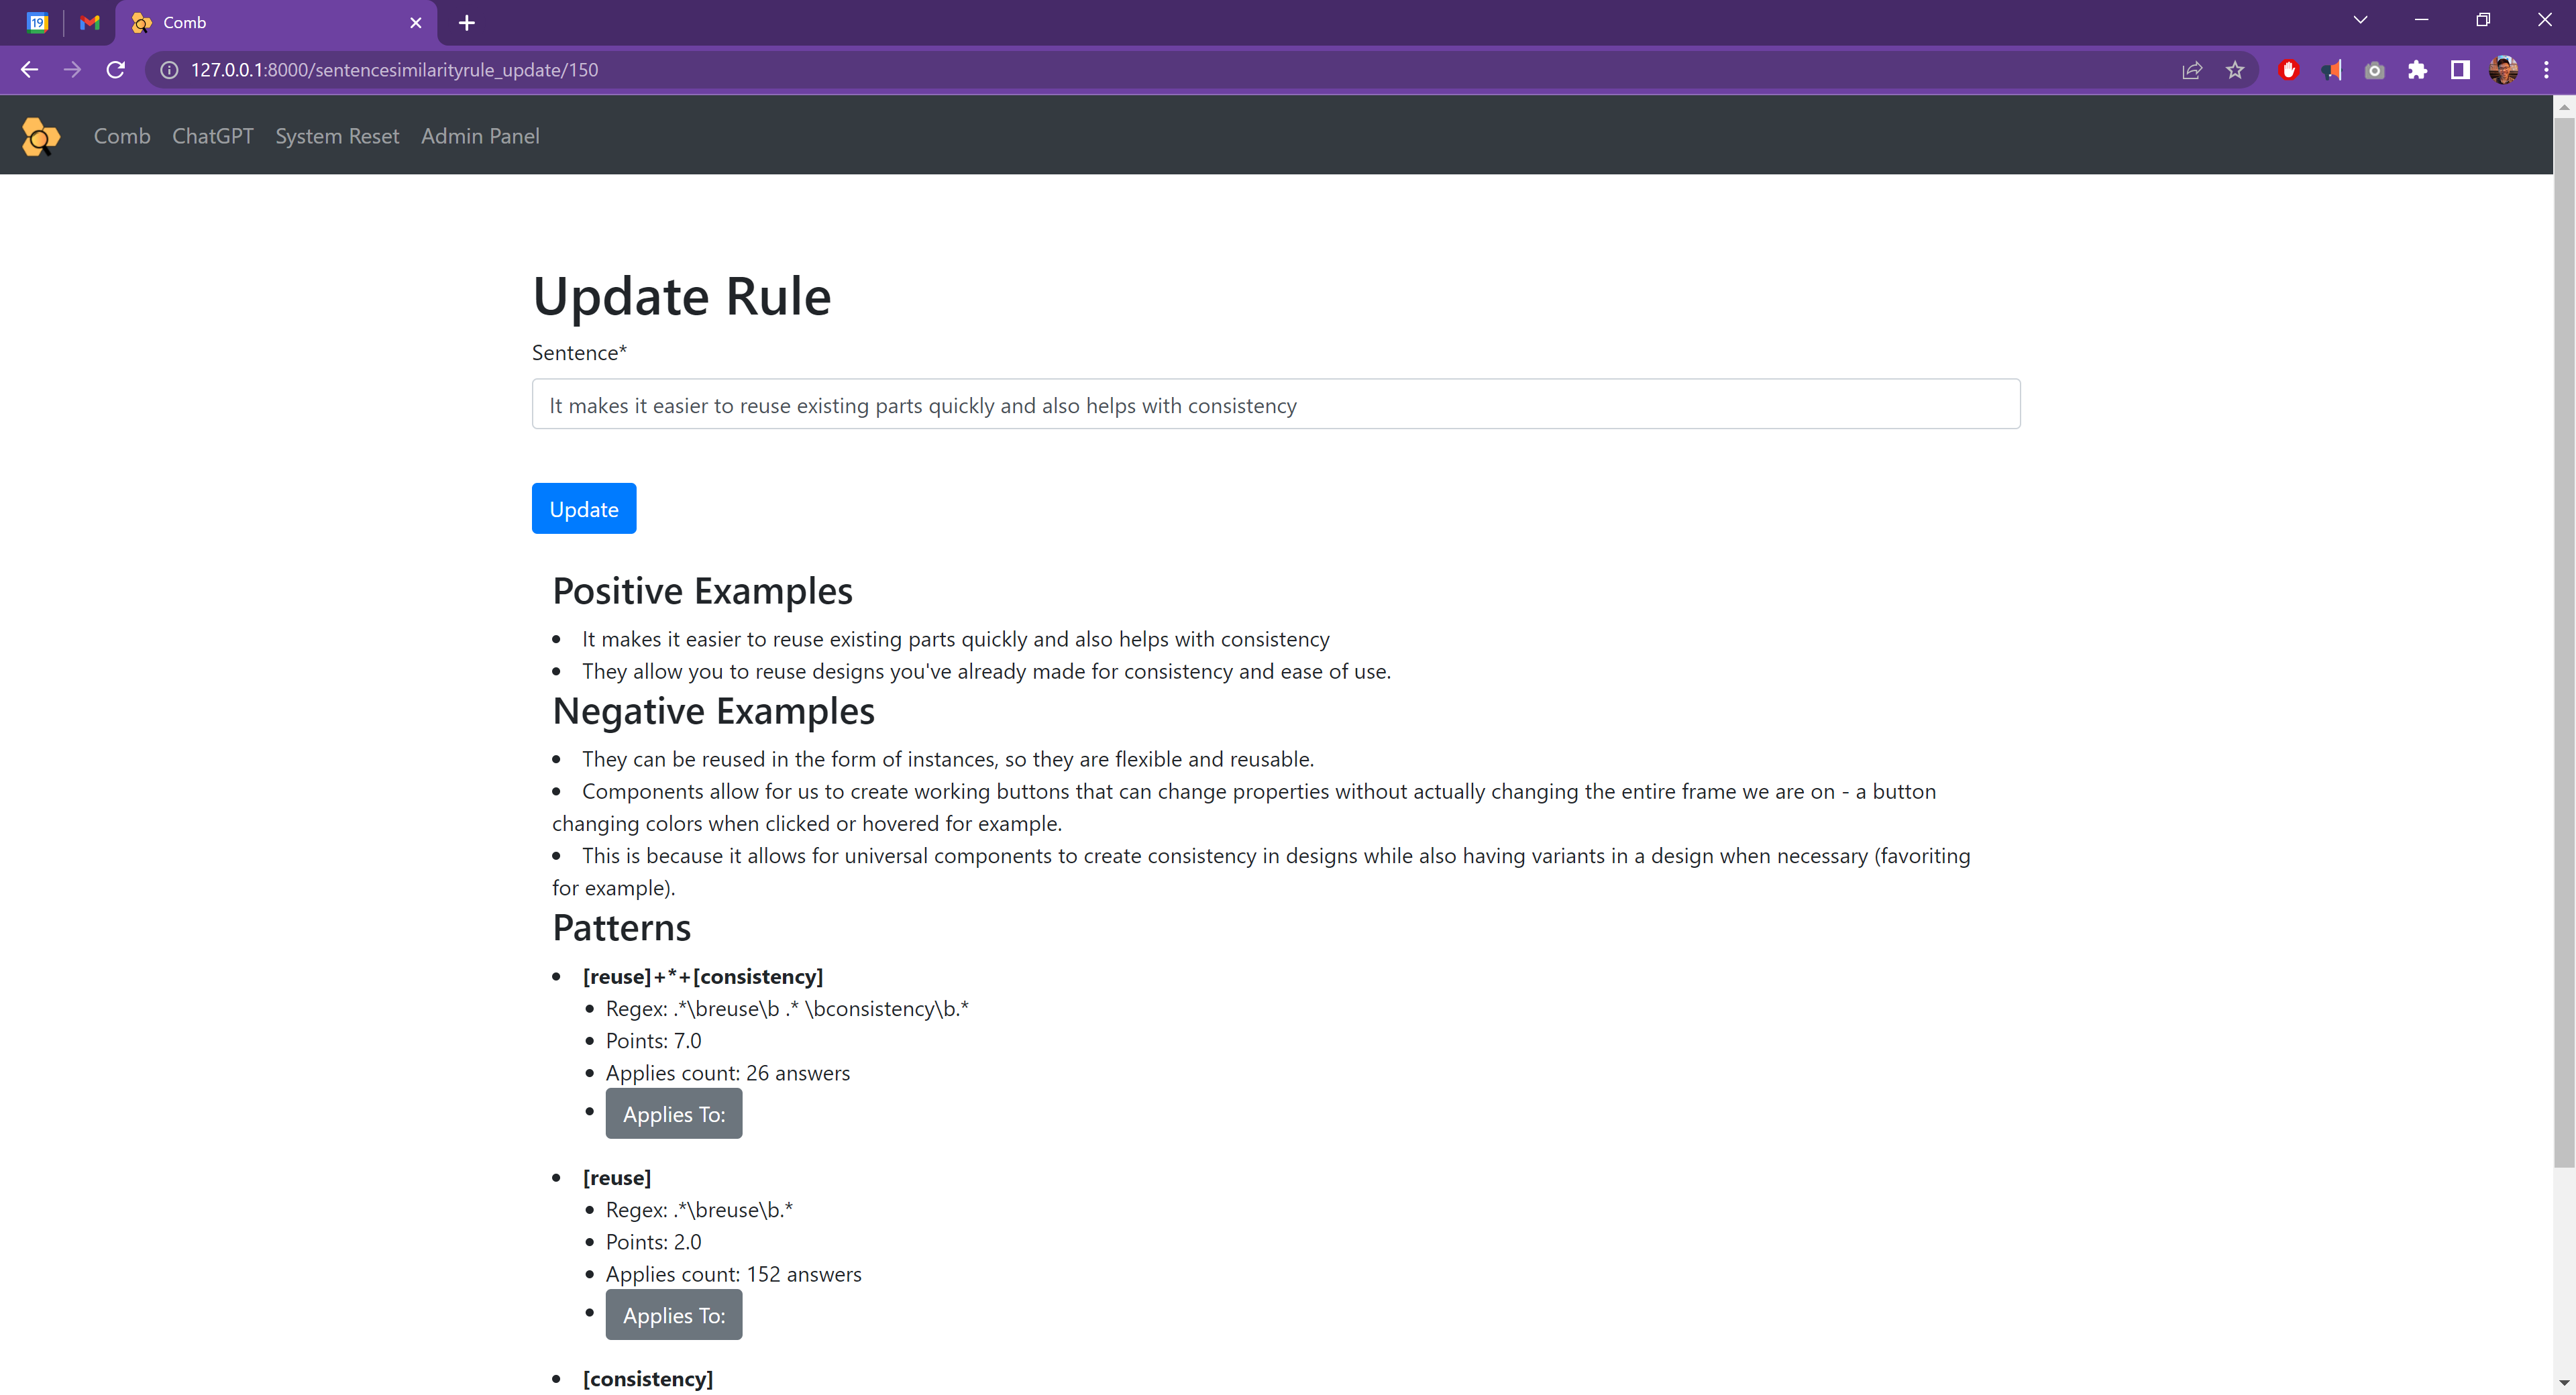 19
Comb
127.0.0.1:8000/sentencesimilarityrule_update/150
Comb ChatGPT System Reset Admin Panel
Update Rule
Sentence*
It makes it easier to reuse existing parts quickly and also helps with consistency
Update
Positive Examples
It makes it easier to reuse existing parts quickly and also helps with consistency
They allow you to reuse designs you've already made for consistency and ease of use.
Negative Examples
They can be reused in the form of instances, so they are flexible and reusable.
Components allow for us to create working buttons that can change properties without actually changing the entire frame we are on - a button
changing colors when clicked or hovered for example.
This is because it allows for universal components to create consistency in designs while also having variants in a design when necessary (favoriting
for example).
Patterns
[reuse]+*+[consistency]
Regex: .*\breuse\b .* \bconsistency\b.*
Points: 7.0
Applies count: 26 answers
Applies To:
[reuse]
Regex: .*\breuse\b.*
Points: 2.0
Applies count: 152 answers
Applies To:
[consistency]